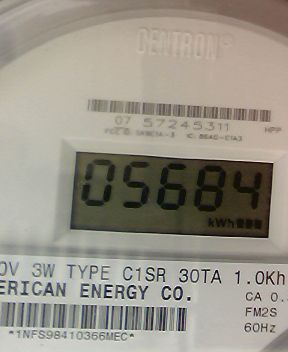 CENTRON®
07 57245311
HPP
05684
kWh
0V 3W TYPE C1SR 30TA 1.0Kh
ERICAN ENERGY CO.
CA 0.
FM2S
60Hz
*1NFS98410366MEC*